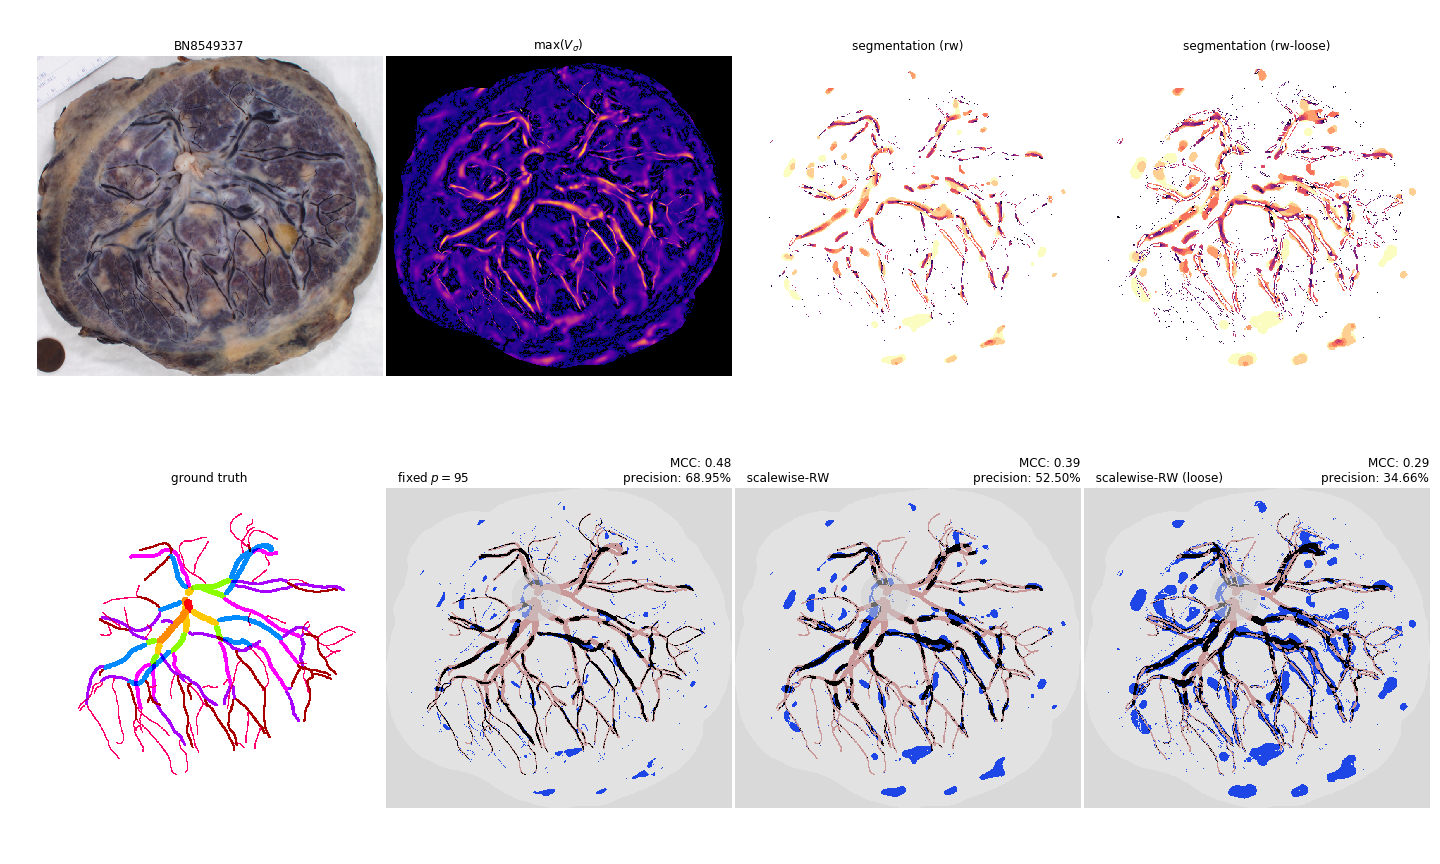 BN8549337
max(Vσ)
segmentation (rw)
segmentation (rw-loose)
ground truth
fixed p = 95
MCC: 0.48
precision: 68.95%
scalewise-RW
MCC: 0.39
precision: 52.50%
scalewise-RW (loose)
MCC: 0.29
precision: 34.66%